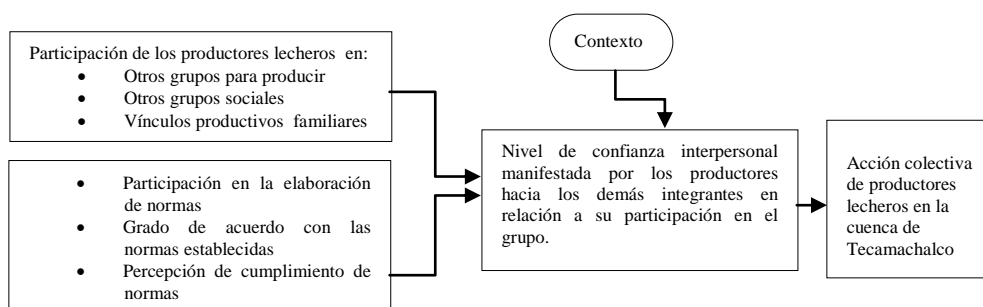 Participación de los productores lecheros en:
• Otros grupos para producir
• Otros grupos sociales
• Vínculos productivos familiares
Contexto
• Participación en la elaboración
de normas
• Grado de acuerdo con las
normas establecidas
• Percepción de cumplimiento de
normas
Nivel de confianza interpersonal
manifestada por los productores
hacia los demás integrantes en
relación a su participación en el
grupo.
Acción colectiva
de productores
lecheros en la
cuenca de
Tecamachalco